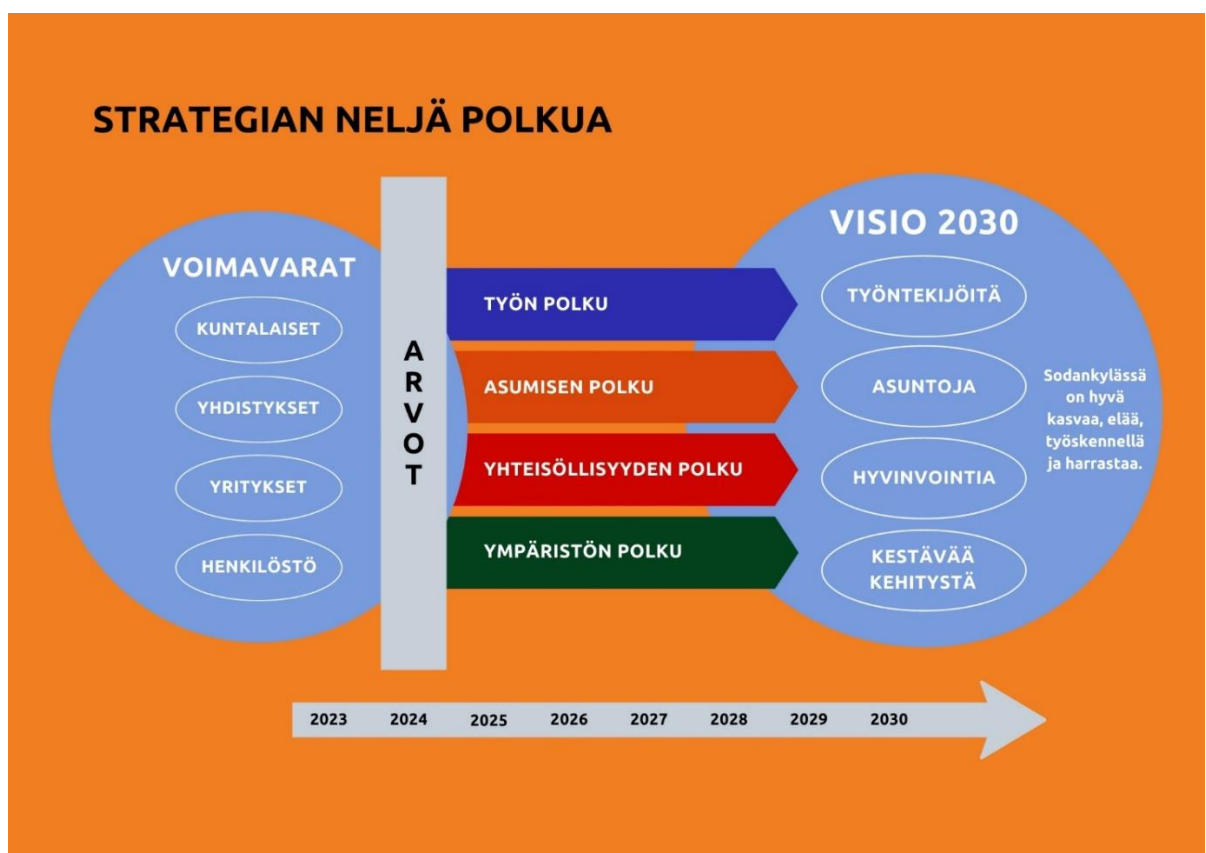 STRATEGIAN NELJÄ POLKUA
VOIMAVARAT
KUNTALAISET
YHDISTYKSET
YRITYKSET
HENKILÖSTÖ
ARVOT
TYÖN POLKU
ASUMISEN POLKU
YHTEISÖLLISYYDEN POLKU
YMPÄRISTÖN POLKU
VISIO 2030
TYÖNTEKIJÖITÄ
ASUNTOJA
HYVINVOINTIA
KESTÄVÄÄ
KEHITYSTÄ
Sodankylässä
on hyvä
kasvaa, elää,
työskennellä
ja harrastaa.
2023 2024 2025 2026 2027 2028 2029 2030